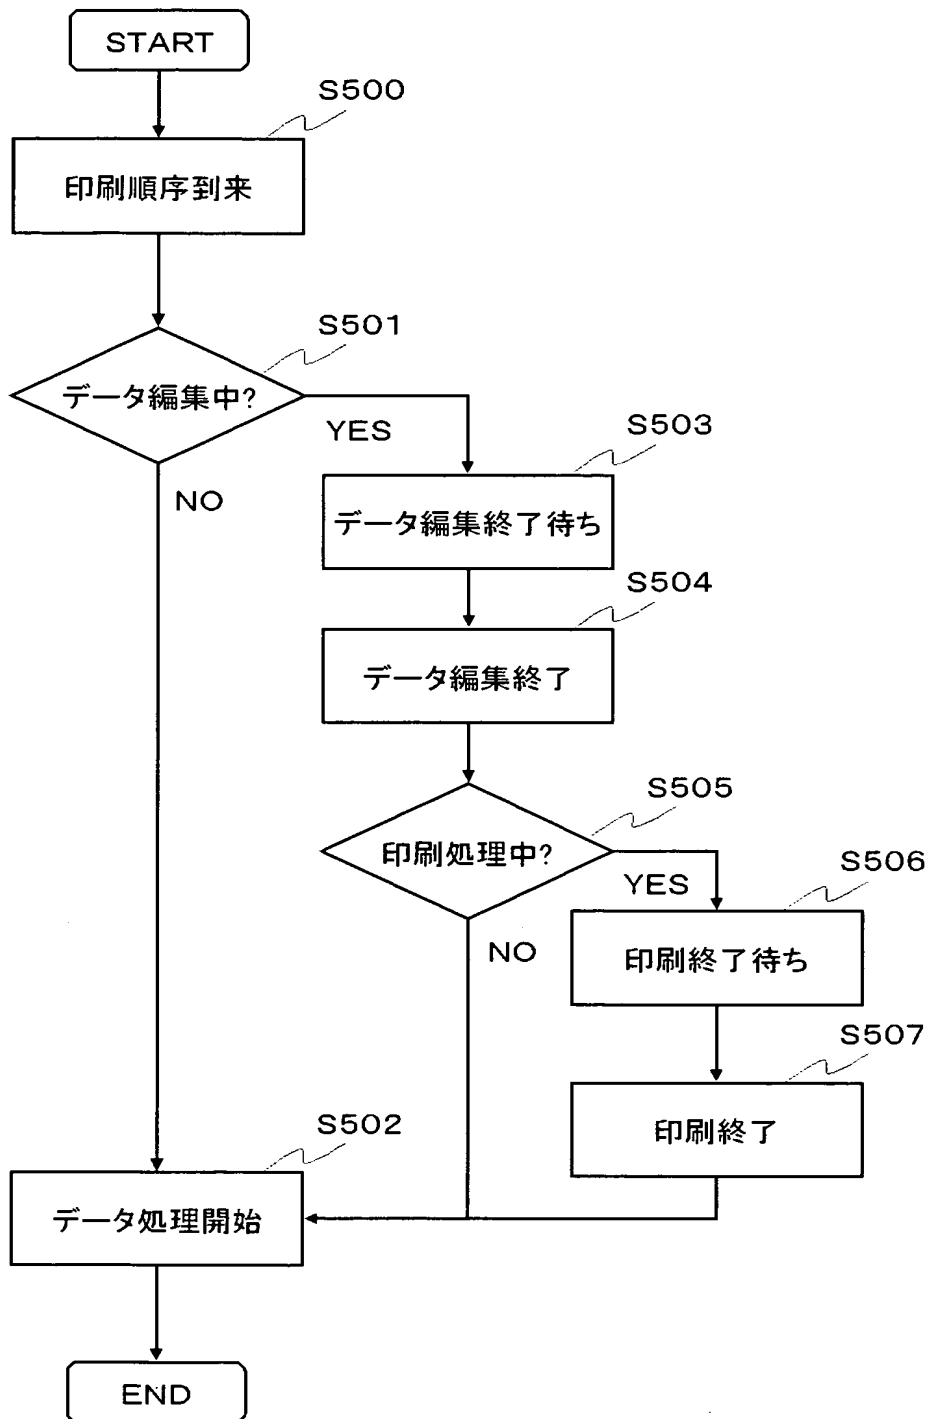 START
S500
印刷順序到来
S501
データ編集中?
YES
NO
S503
データ編集終了待ち
S504
データ編集終了
S505
印刷処理中?
YES
NO
S506
印刷終了待ち
S507
印刷終了
S502
データ処理開始
END